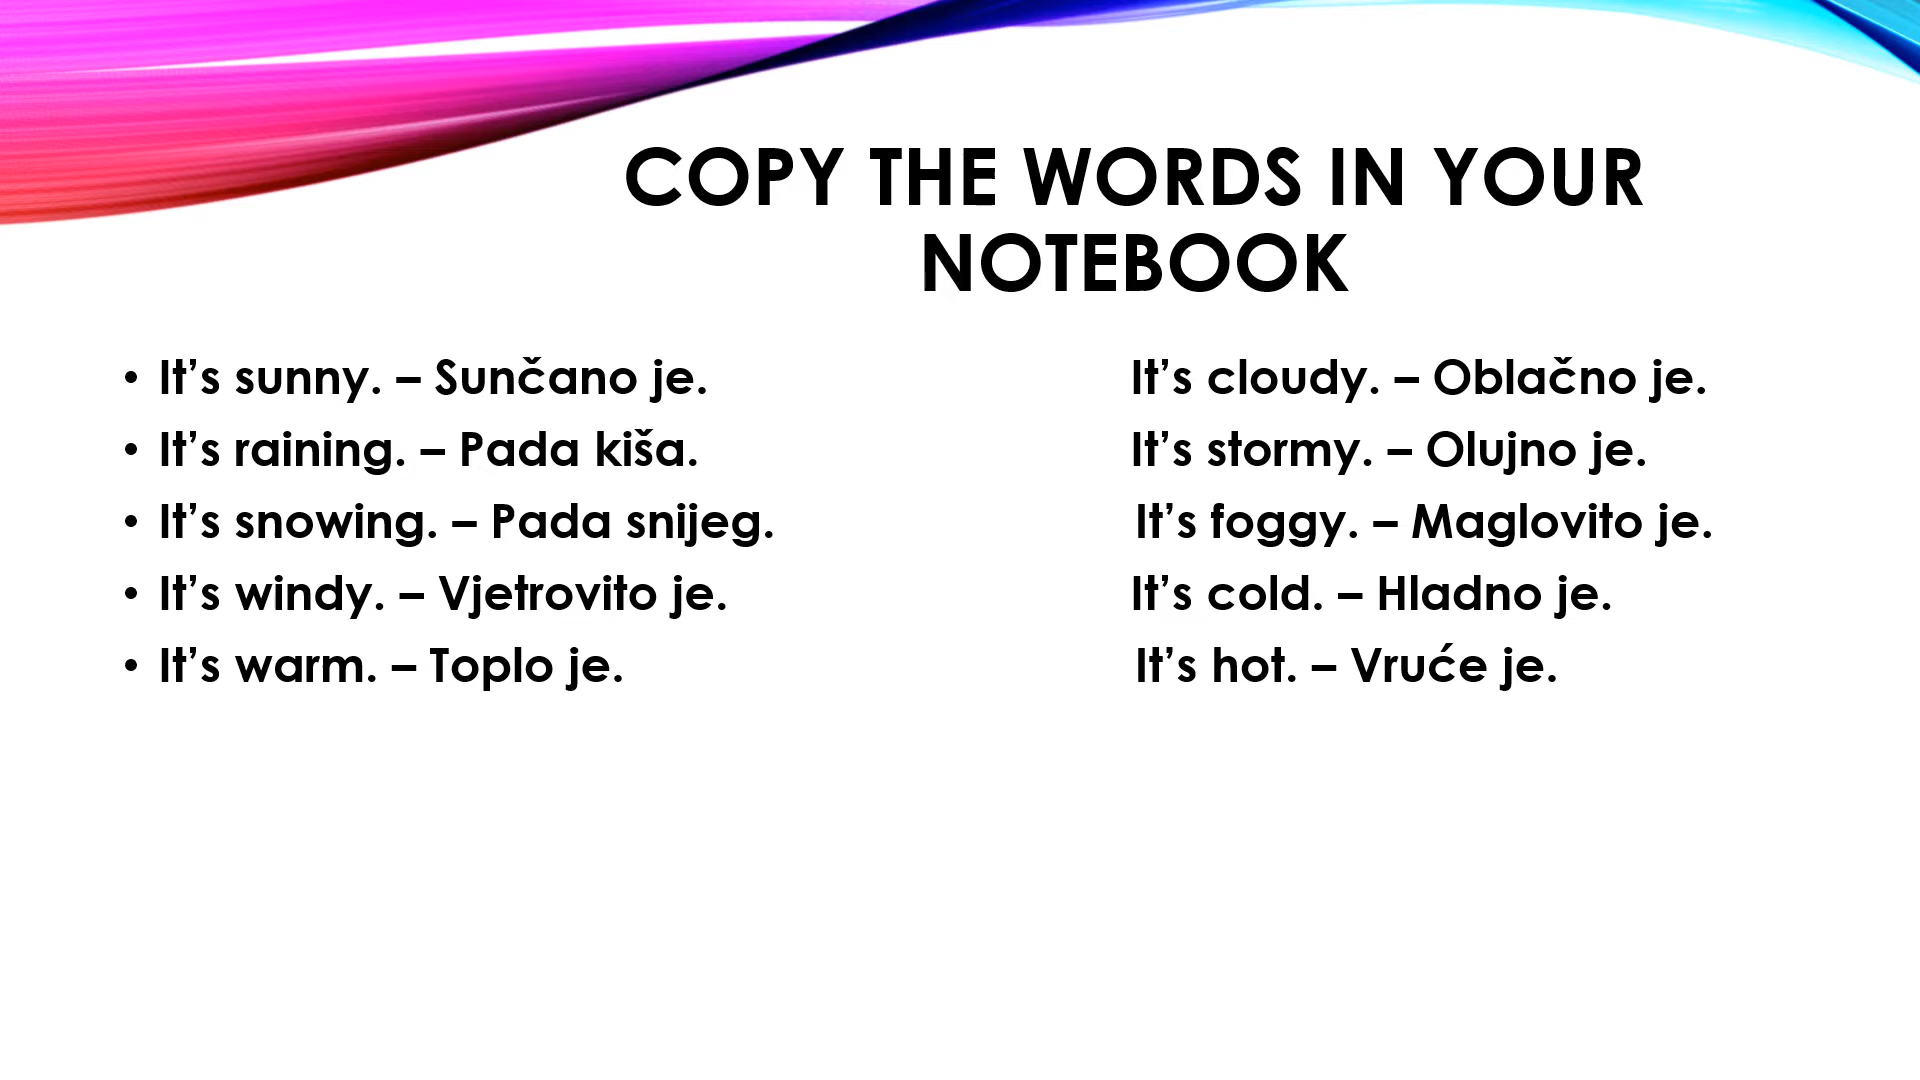 COPY THE WORDS IN YOUR
NOTEBOOK
• It’s sunny. – Sunčano je. It’s cloudy. – Oblačno je.
• It’s raining. – Pada kiša. It’s stormy. – Olujno je.
• It’s snowing. – Pada snijeg. It’s foggy. – Maglovito je.
• It’s windy. – Vjetrovito je. It’s cold. – Hladno je.
• It’s warm. – Toplo je. It’s hot. – Vruće je.